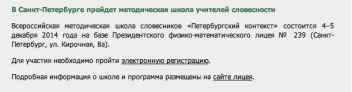 В Санкт-Петербурге пройдет методическая школа учителей словесности
Всероссийская методическая школа словесников «Петербургский контекст» состоится 4–5
декабря 2014 года на базе Президентского физико-математического лицея № 239 (Санкт-
Петербург, ул. Кирочная, 8а).
Для участия необходимо пройти электронную регистрацию.
Подробная информация о школе и программа размещены на сайте лицея.